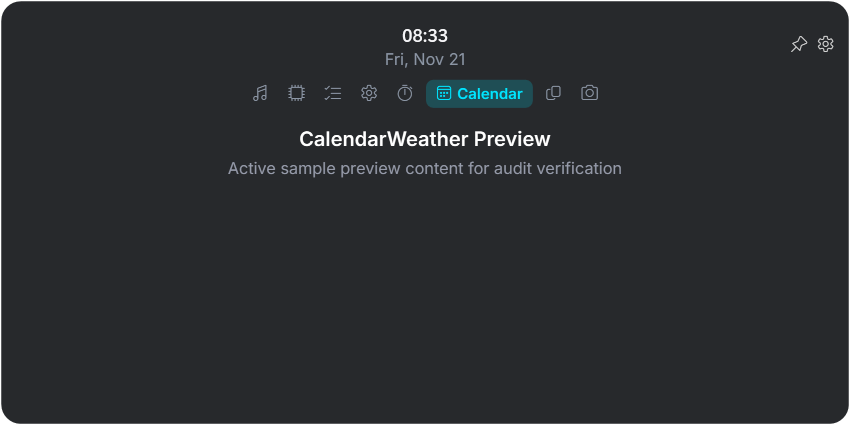 08:33
Fri, Nov 21
Calendar
CalendarWeather Preview
Active sample preview content for audit verification